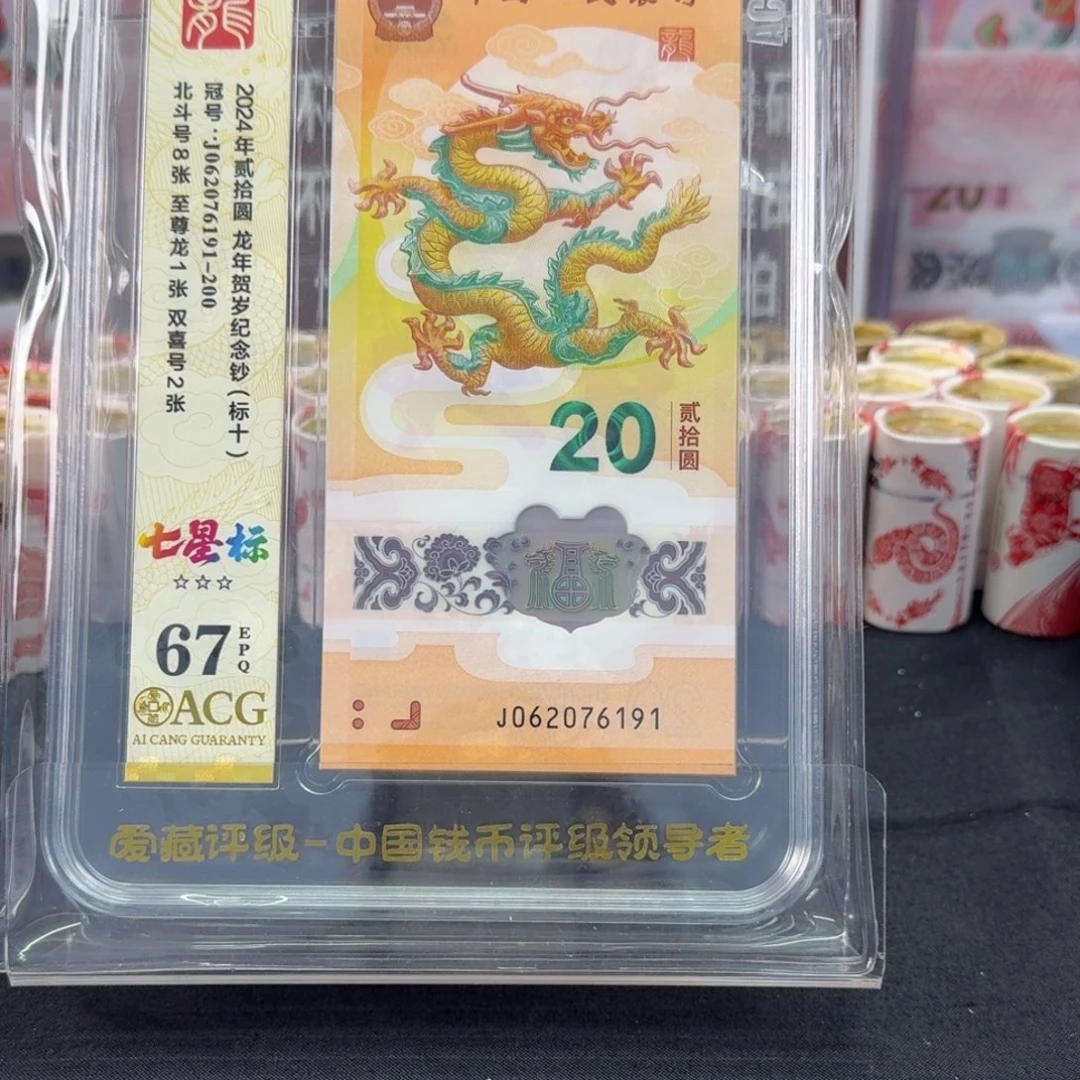 龍
2024年贰拾圆 龙年贺岁纪念钞(标十)
冠号:J062076191-200
北斗号8张 至尊龙1张 双喜号2张
七星标
67
EPQ
ACG
AI CANG GUARANTY
龍
20
贰拾圆
J062076191
爱藏评级-中国钱币评级领导者